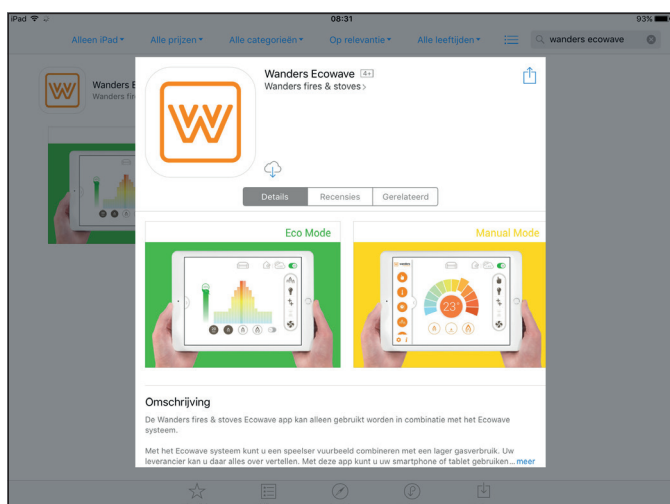 iPad 08:31 93%
Alleen iPad Alle prijzen Alle categorieën Op relevantie Alle leeftijden wanders ecowave
Wanders E
Wanders fir
Wanders Ecowave 4+
Wanders fires & stoves
W
Details Recensies Gerelateerd
Eco Mode
Manual Mode
wanders
23°
Omschrijving
De Wanders fires & stoves Ecowave app kan alleen gebruikt worden in combinatie met het Ecowave
systeem.
Met het Ecowave systeem kunt u een speelser vuurbeeld combineren met een lager gasverbruik. Uw
leverancier kan u daar alles over vertellen. Met deze app kunt u uw smartphone of tablet gebruiken... meer